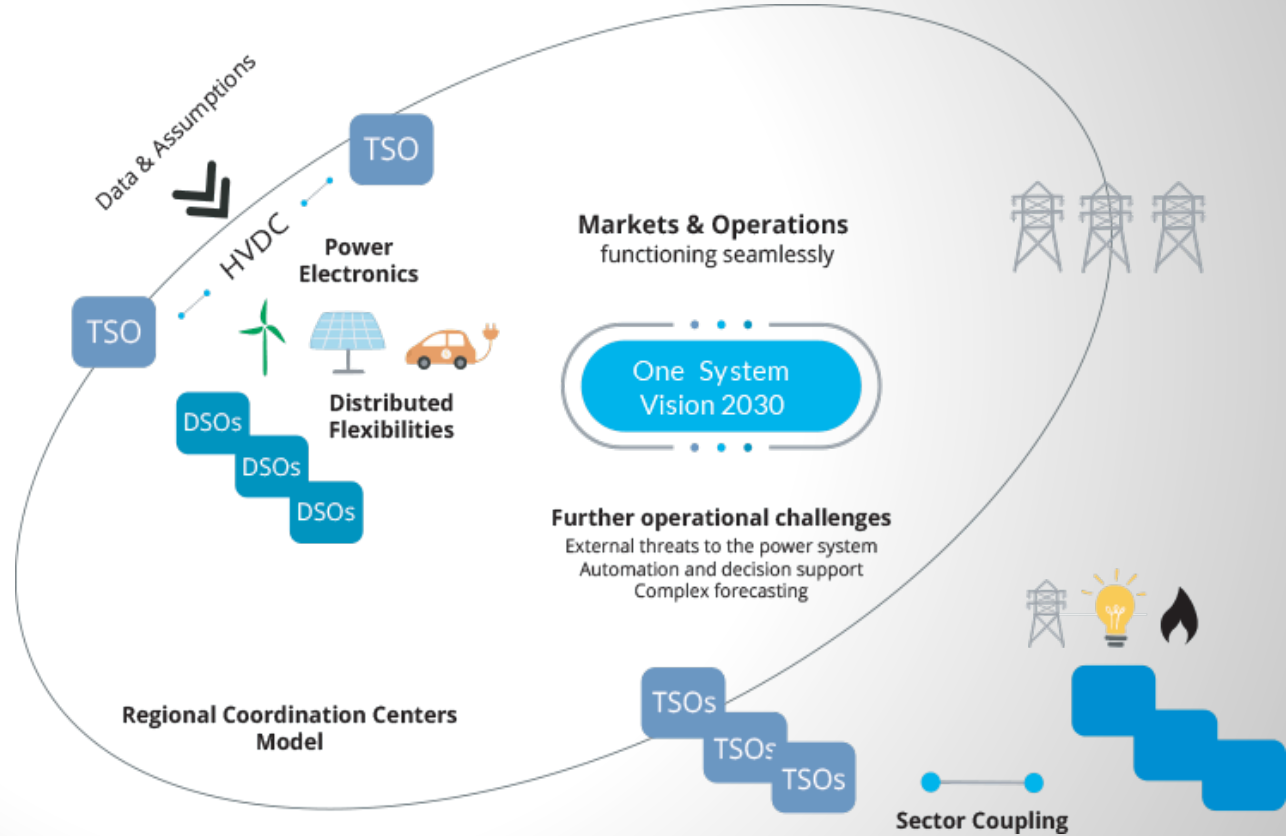 Data & Assumptions
TSO
HVDC
TSO
Power
Electronics
Distributed
Flexibilities
DSOs
DSOs
DSOs
Markets & Operations
functioning seamlessly
One System
Vision 2030
Further operational challenges
External threats to the power system
Automation and decision support
Complex forecasting
Regional Coordination Centers
Model
TSOs
TSOs
TSOs
Sector Coupling